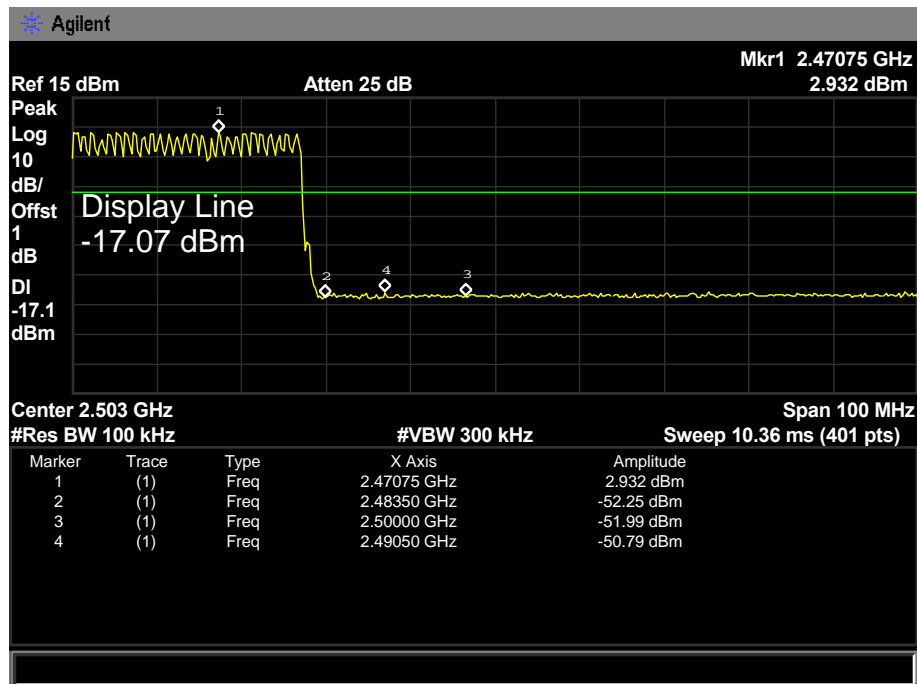 Agilent
Mkr1 2.47075 GHz
Ref 15 dBm Atten 25 dB 2.932 dBm
Peak
Log
10
dB/
Offst
1
dB
DI
-17.1
dBm
1
Display Line
-17.07 dBm
2 4 3
Center 2.503 GHz Span 100 MHz
#Res BW 100 kHz #VBW 300 kHz Sweep 10.36 ms (401 pts)
Marker Trace Type X Axis Amplitude
1 (1) Freq 2.47075 GHz 2.932 dBm
2 (1) Freq 2.48350 GHz -52.25 dBm
3 (1) Freq 2.50000 GHz -51.99 dBm
4 (1) Freq 2.49050 GHz -50.79 dBm